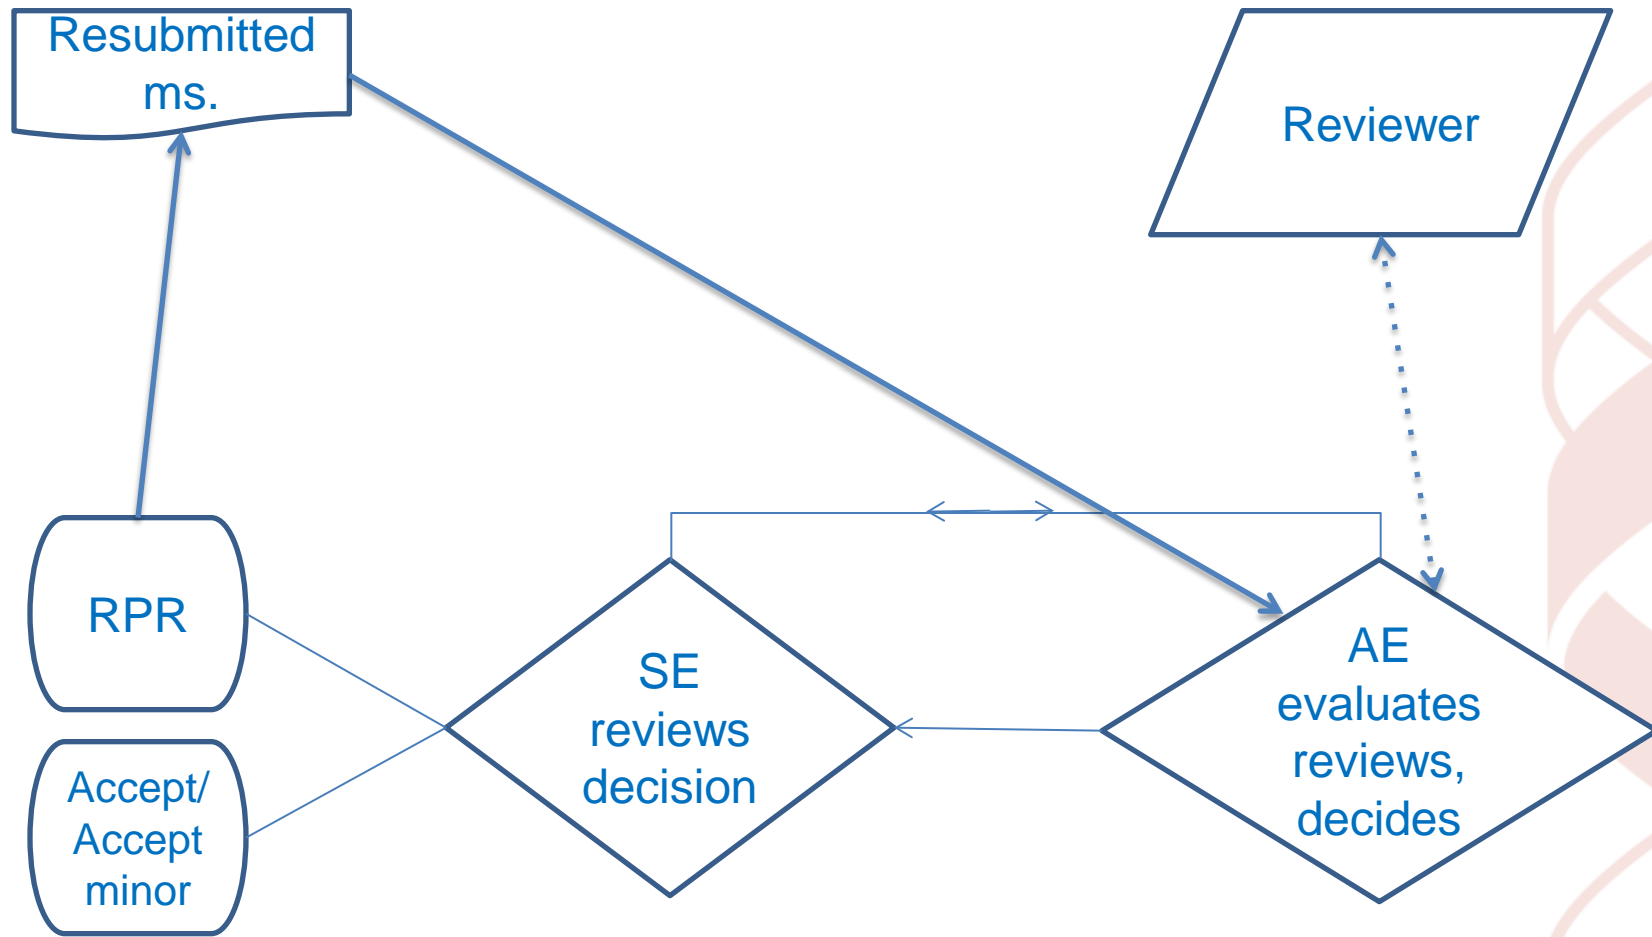 Resubmitted
ms.
Reviewer
RPR
SE
reviews
decision
AE
evaluates
reviews,
decides
Accept/
Accept
minor